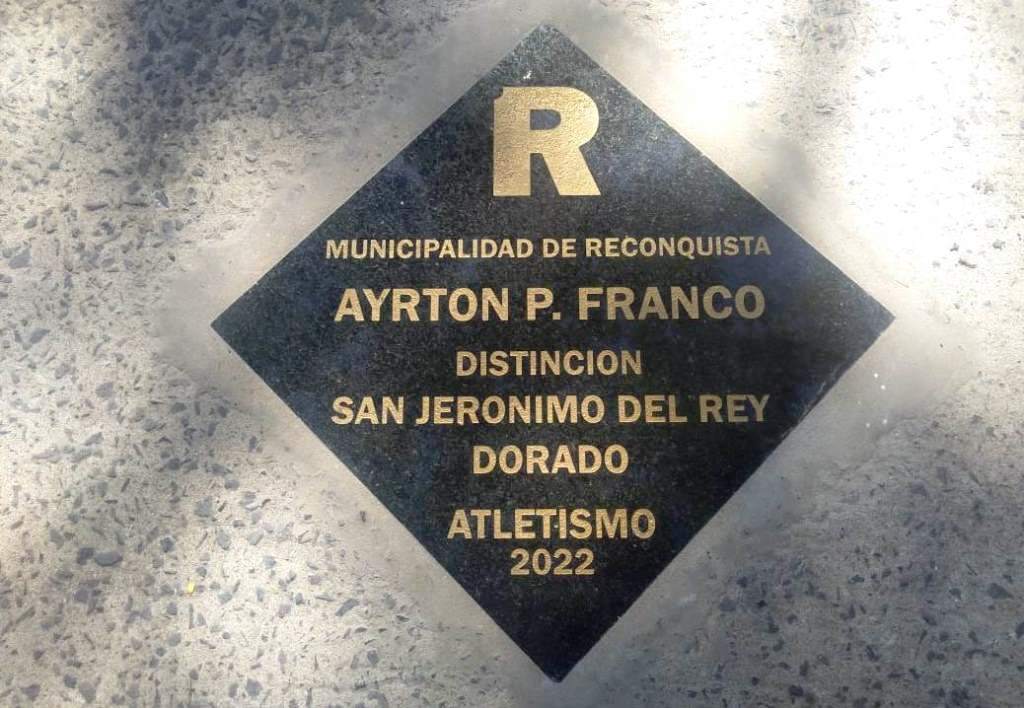 R
MUNICIPALIDAD DE RECONQUISTA
AYRTON P. FRANCO
DISTINCION
SAN JERONIMO DEL REY
DORADO
ATLETISMO
2022